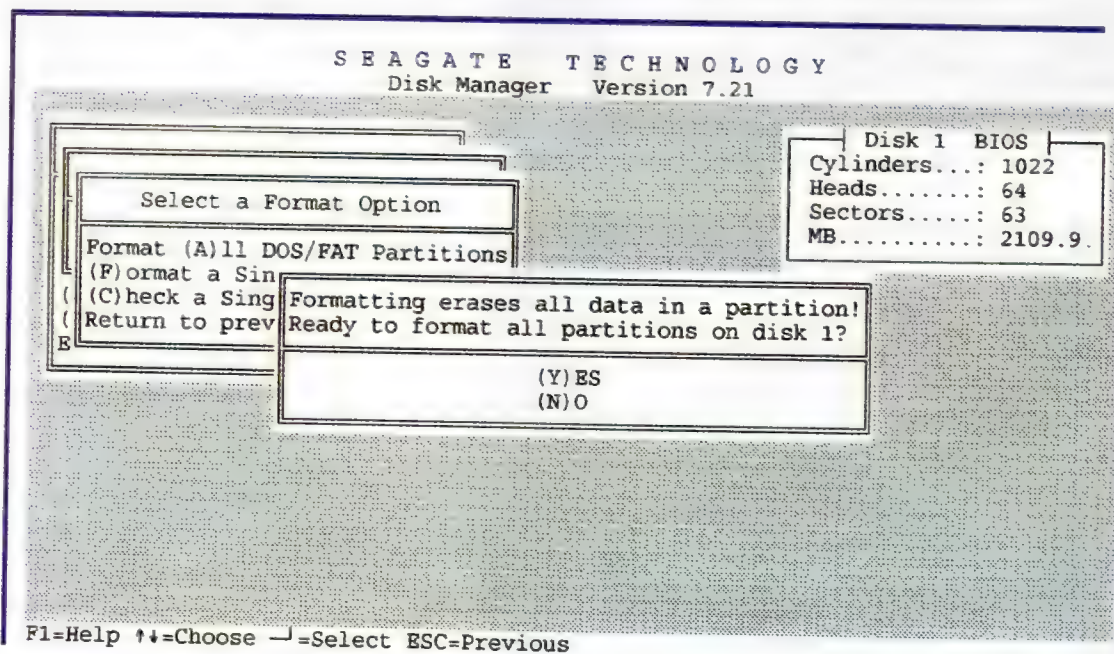 SEAGATE TECHNOLOGY
Disk Manager Version 7.21
Disk 1 BIOS
Cylinders...: 1022
Heads.......: 64
Sectors.....: 63
MB..........: 2109.9
Select a Format Option
Format (A)ll DOS/FAT Partitions
(F)ormat a Sin
(C)heck a Sing
Return to prev
(
(
E
Formatting erases all data in a partition!
Ready to format all partitions on disk 1?
(Y)ES
(N)O
F1=Help ↑↓=Choose ─┘=Select ESC=Previous